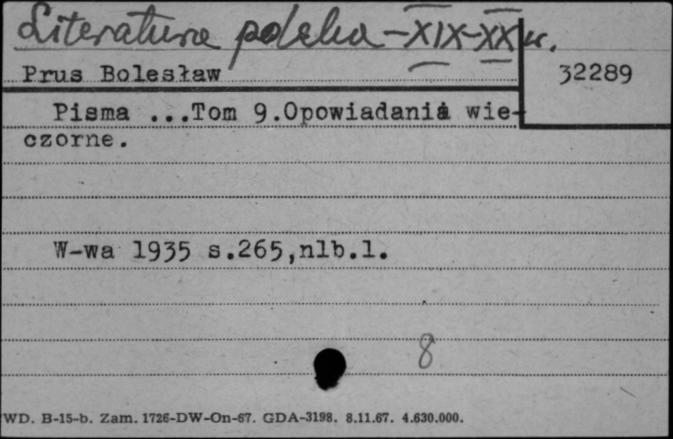 Literatura polska - XIX-XX w.
Prus Bolesław
32289
Pisma ...Tom 9.Opowiadania wie-
czorne.
W-wa 1935 s.265,nlb.1.
8
WD. B-15-b. Zam. 1726-DW-On-67. GDA-3198. 8.11.67. 4.630.000.